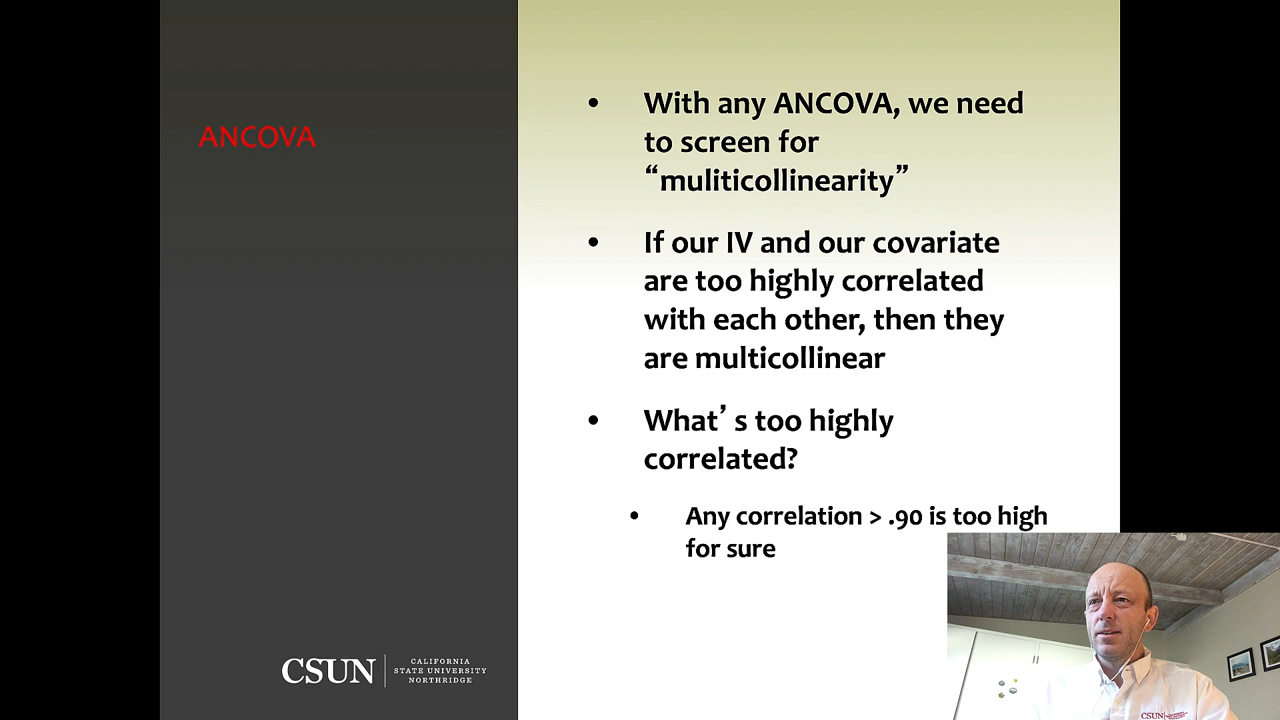 ANCOVA
• With any ANCOVA, we need
to screen for
“muliticollinearity”
• If our IV and our covariate
are too highly correlated
with each other, then they
are multicollinear
• What’s too highly
correlated?
• Any correlation > .90 is too high
for sure
CSUN
CALIFORNIA
STATE UNIVERSITY
NORTHRIDGE
CSUN